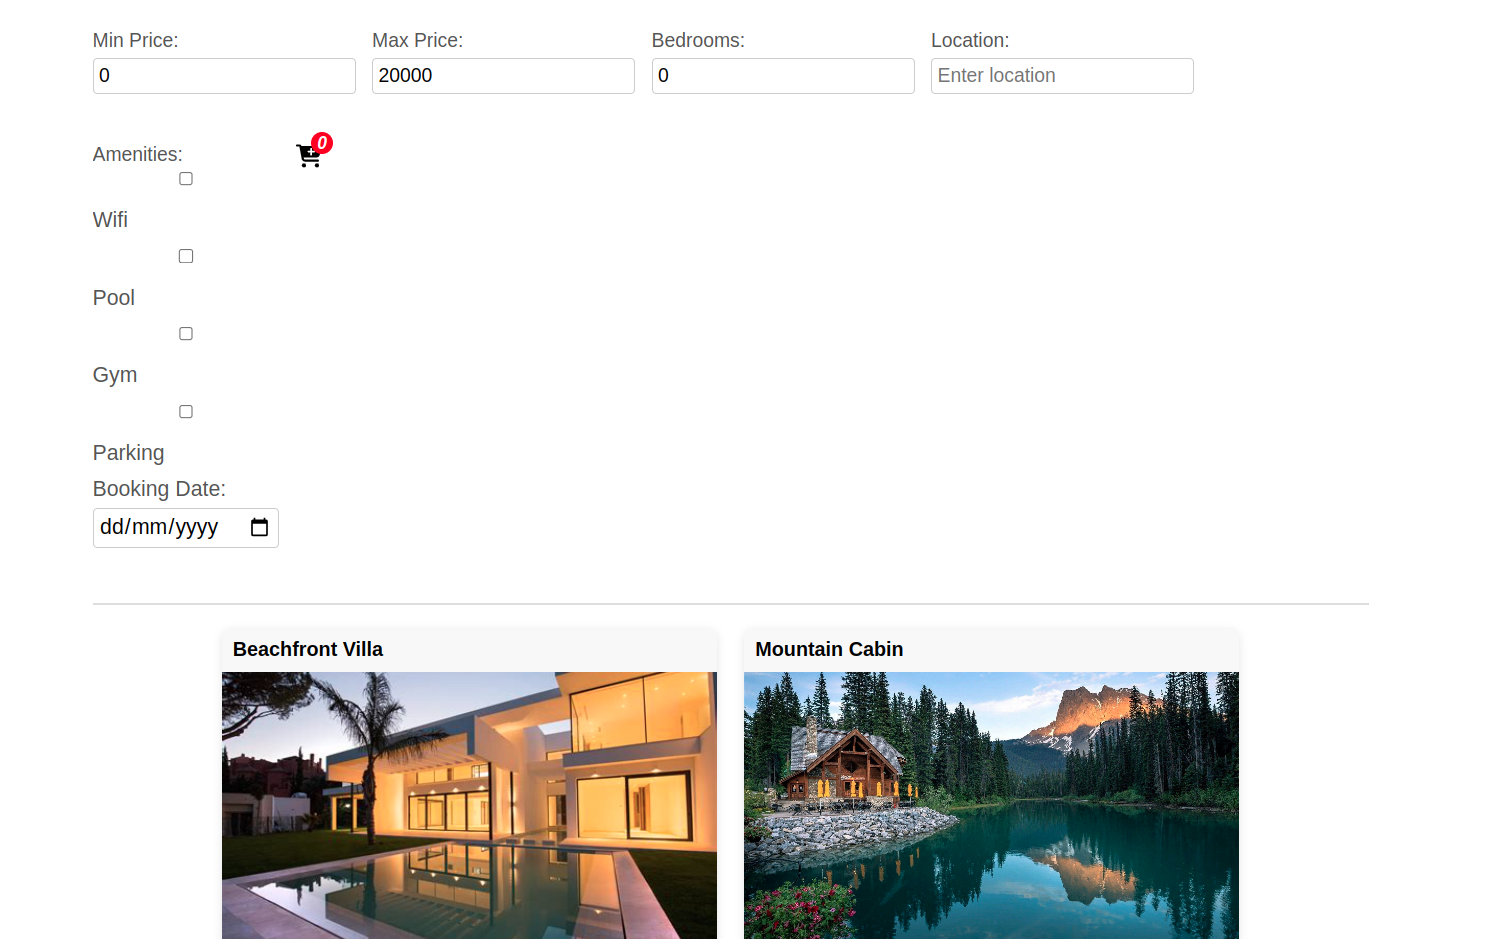 Min Price: Max Price: Bedrooms: Location:
0 20000 0 Enter location
Amenities: 0
Wifi
Pool
Gym
Parking
Booking Date:
dd/mm/yyyy
Beachfront Villa Mountain Cabin